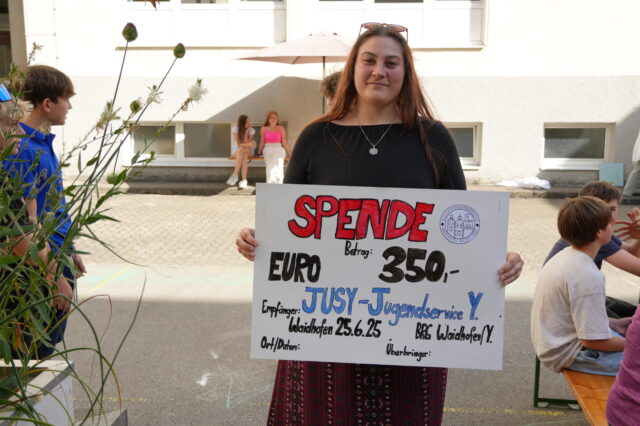 SPENDE
Betrag:
EURO 350,-
Empfänger: JUSY-Jugendservice Y.
Waidhofen 25.6.25 BRG Waidhofen/Y.
Ort/Datum: Überbringer: